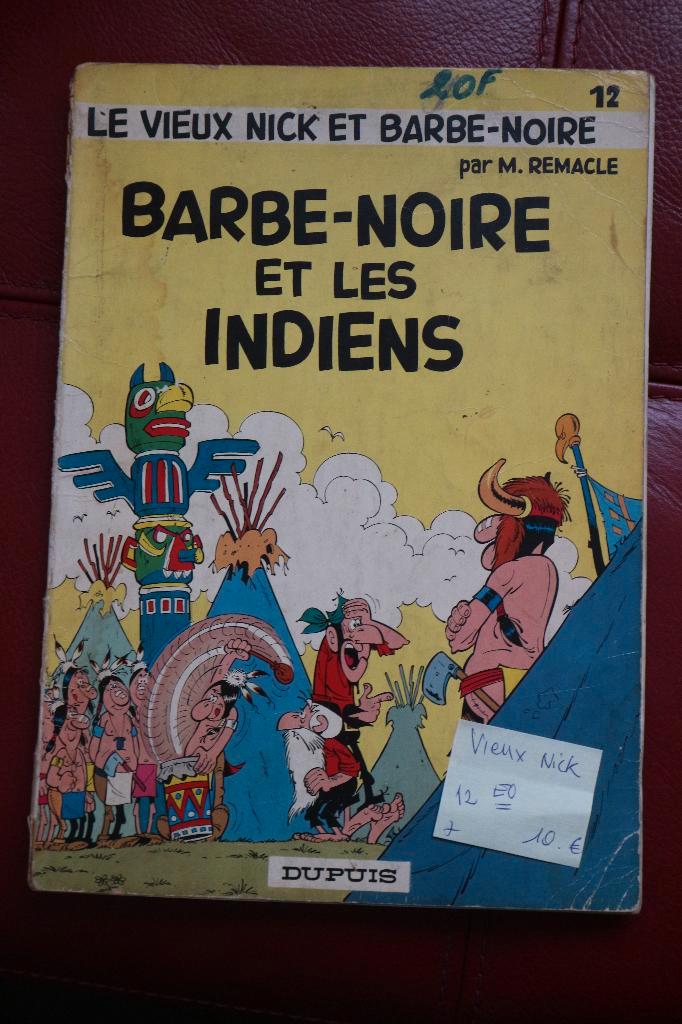 20F
12
LE VIEUX NICK ET BARBE-NOIRE
par M. REMACLE
BARBE-NOIRE
ET LES
INDIENS
Vieux Nick
12 EO
10.€
DUPUIS